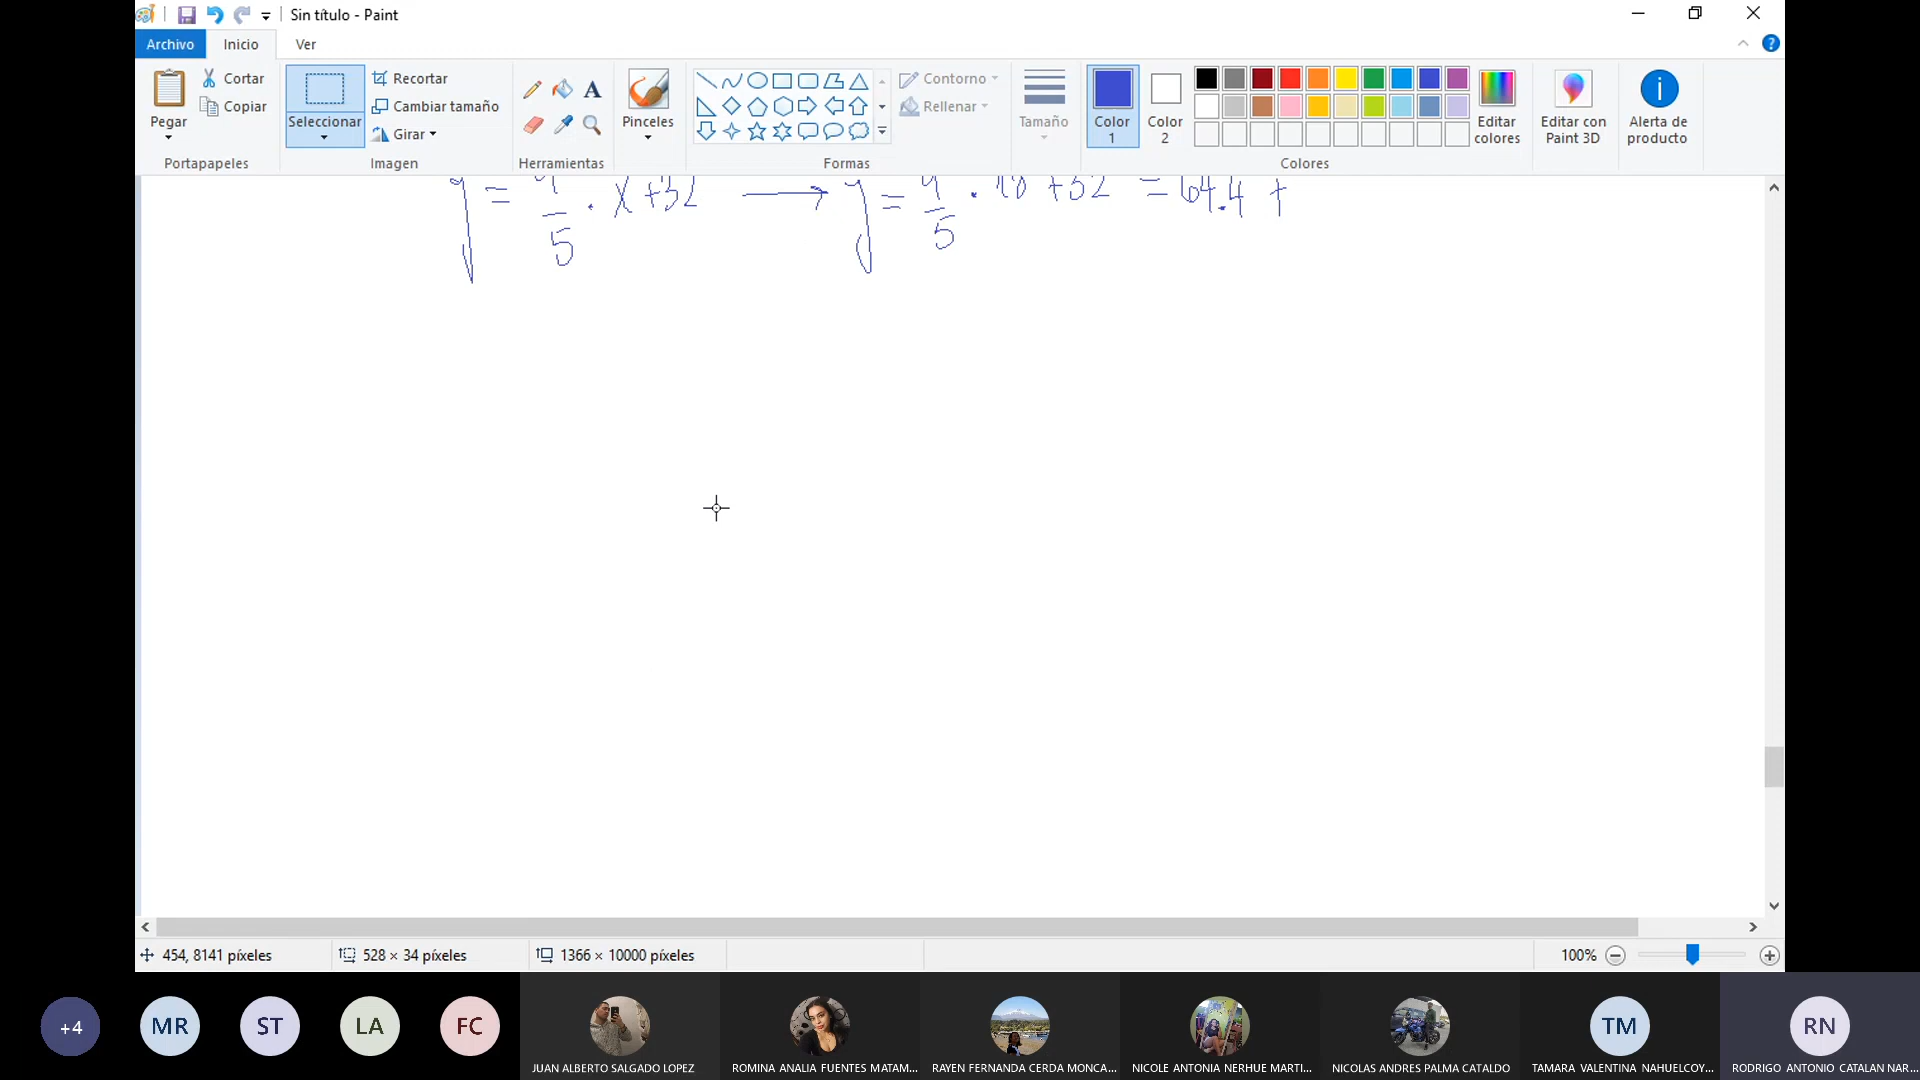 Sin título - Paint
Archivo Inicio Ver
Pegar
Cortar
Copiar
Portapapeles
Seleccionar
Recortar
Cambiar tamaño
Girar
Imagen
A
Herramientas
Pinceles
Contorno
Rellenar
Formas
Tamaño
Color 1
Color 2
Editar colores
Colores
Editar con Paint 3D
Alerta de producto
y = 9/5 · x + 32 → y = 9/5 · 18 + 32 = 64.4 F
454, 8141 píxeles
528 × 34 píxeles
1366 × 10000 píxeles
100%
+4
MR
ST
LA
FC
TM
RN
JUAN ALBERTO SALGADO LOPEZ
ROMINA ANALIA FUENTES MATAM...
RAYEN FERNANDA CERDA MONCA...
NICOLE ANTONIA NERHUE MARTI...
NICOLAS ANDRES PALMA CATALDO
TAMARA VALENTINA NAHUELCOY...
RODRIGO ANTONIO CATALAN NAR...